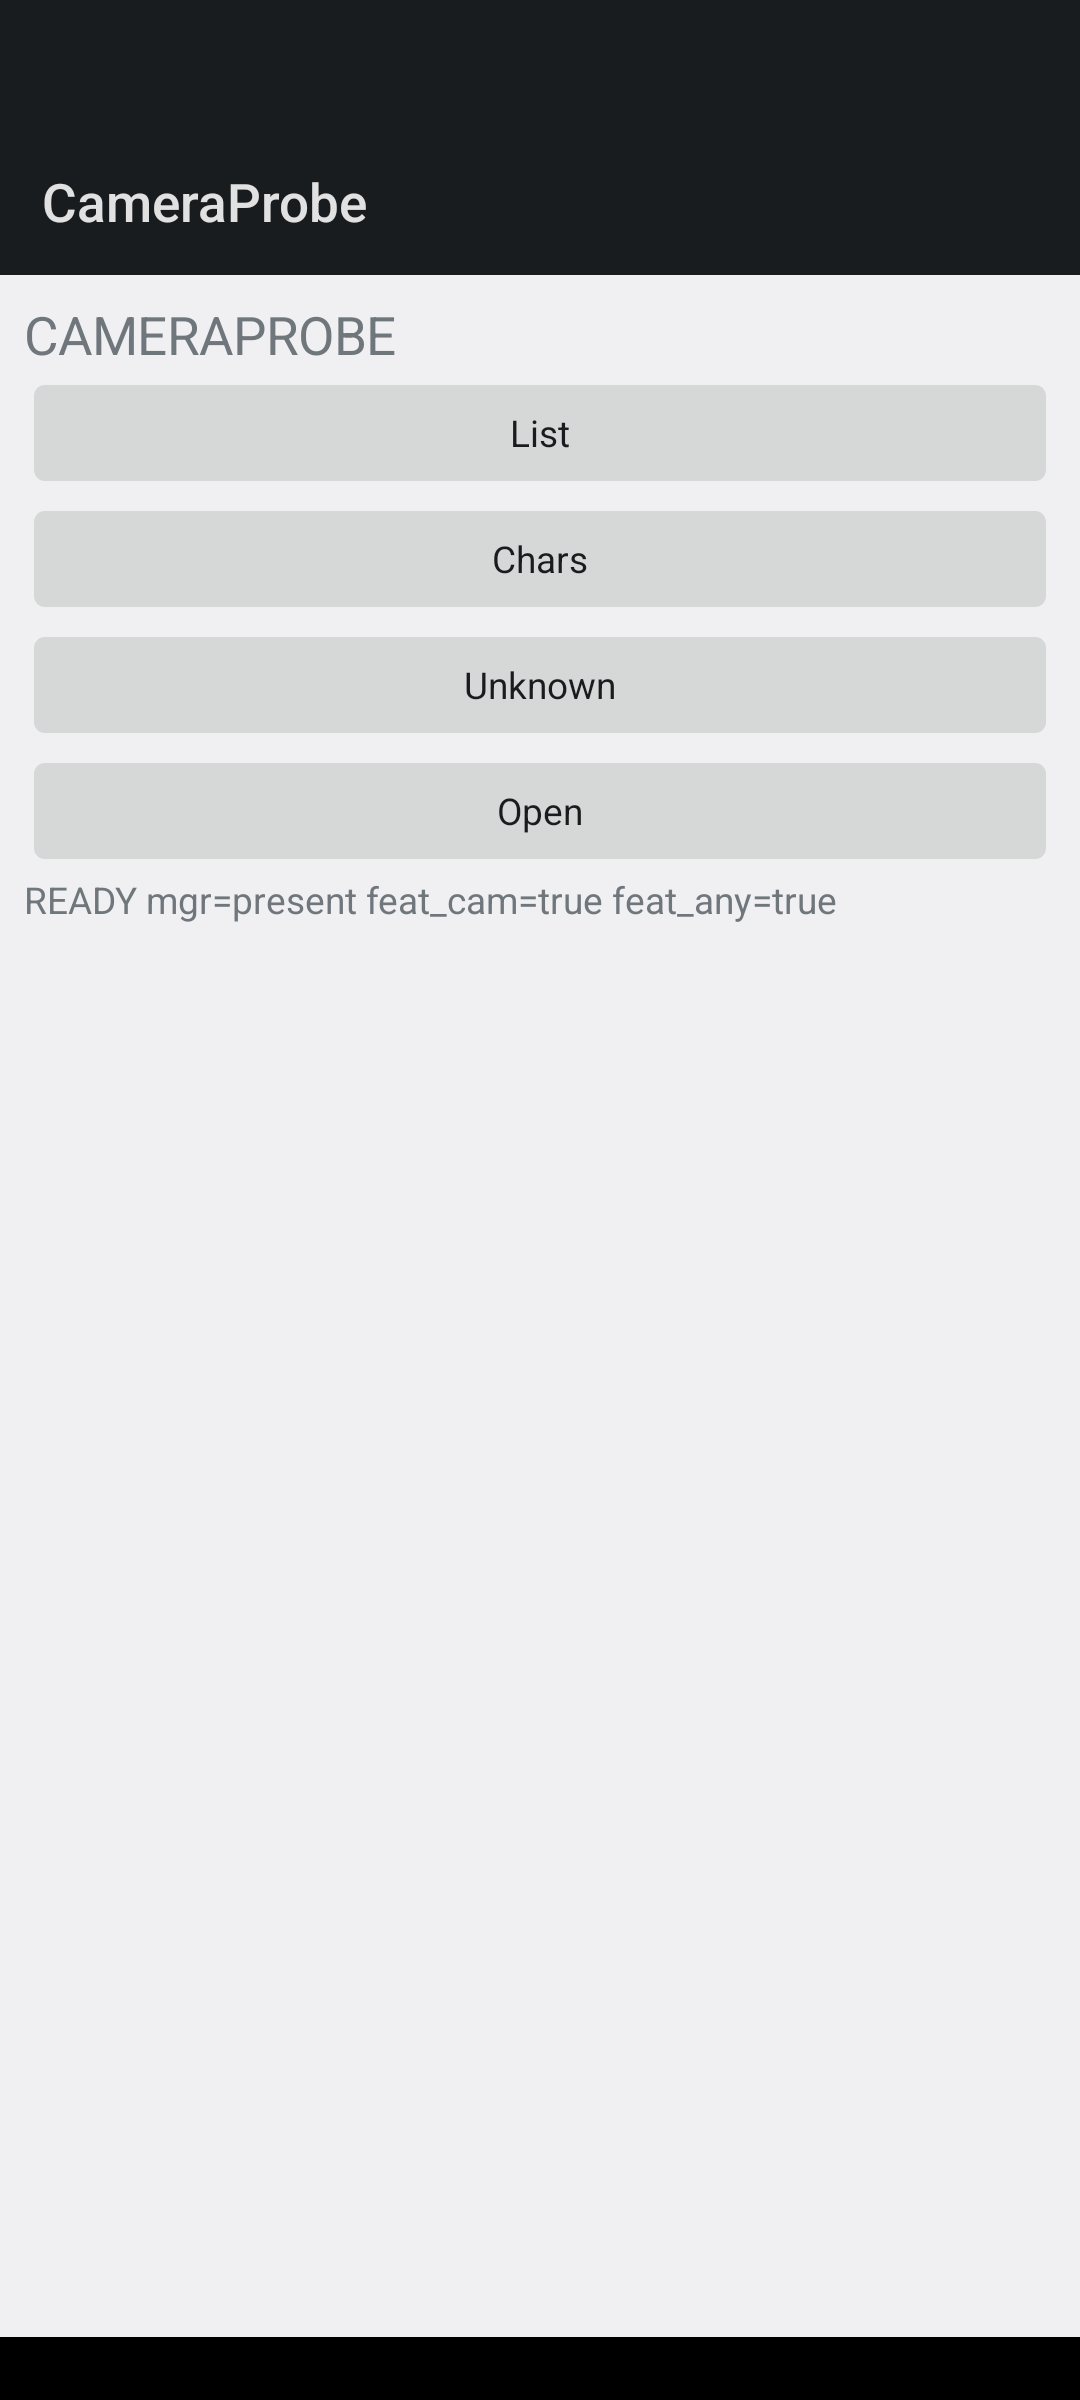 CameraProbe
CAMERAPROBE
List
Chars
Unknown
Open
READY mgr=present feat_cam=true feat_any=true